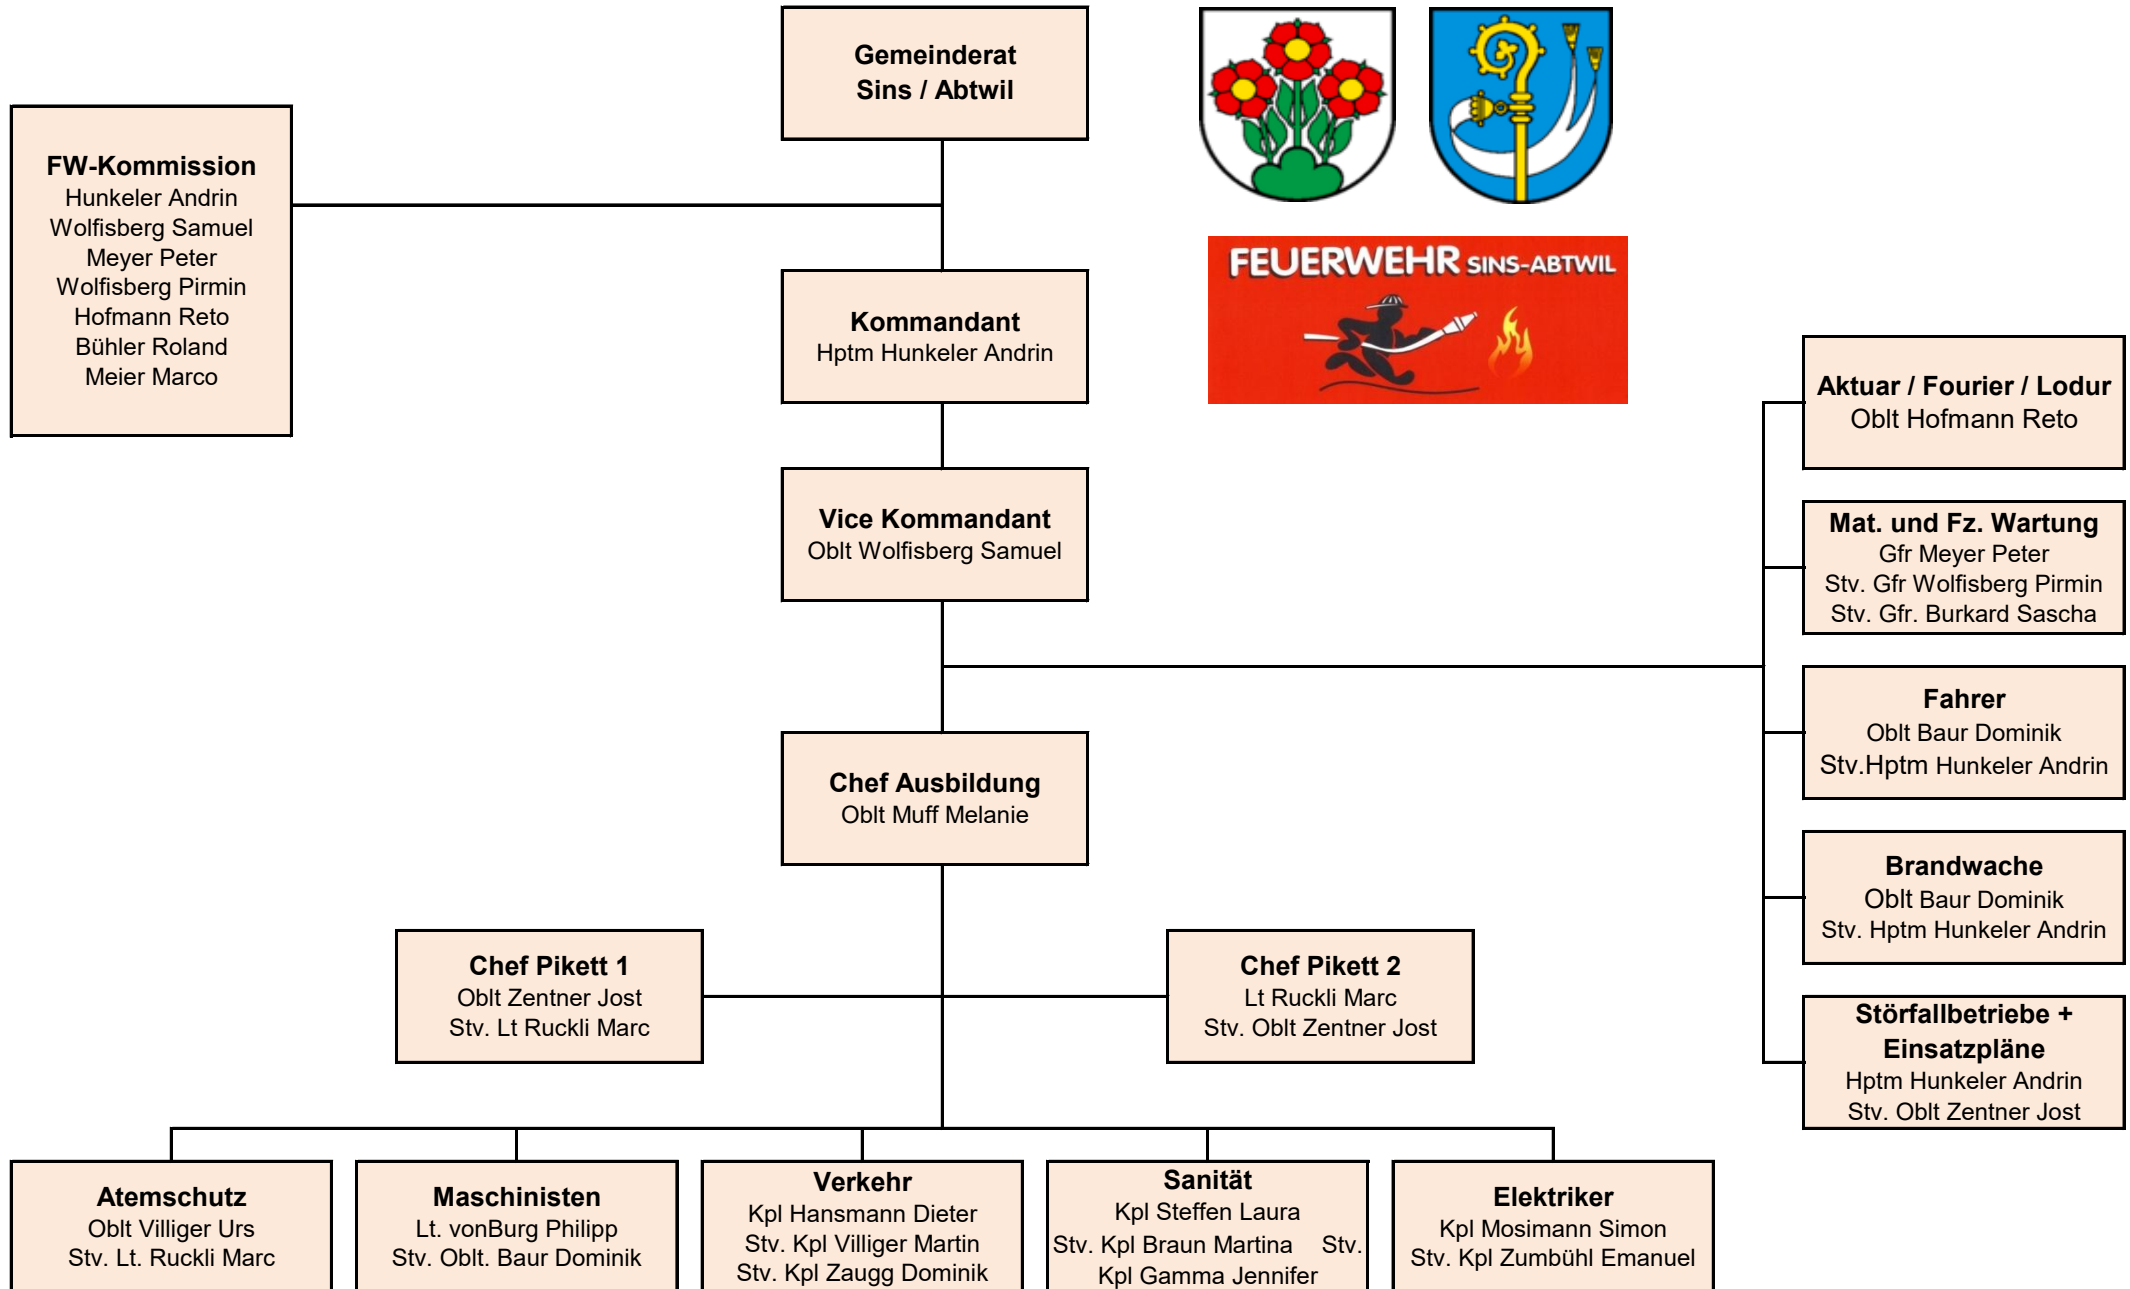 Gemeinderat
Sins / Abtwil
FW-Kommission
Hunkeler Andrin
Wolfisberg Samuel
Meyer Peter
Wolfisberg Pirmin
Hofmann Reto
Bühler Roland
Meier Marco
FEUERWEHR SINS-ABTWIL
Kommandant
Hptm Hunkeler Andrin
Vice Kommandant
Oblt Wolfisberg Samuel
Aktuar / Fourier / Lodur
Oblt Hofmann Reto
Mat. und Fz. Wartung
Gfr Meyer Peter
Stv. Gfr Wolfisberg Pirmin
Stv. Gfr. Burkard Sascha
Fahrer
Oblt Baur Dominik
Stv.Hptm Hunkeler Andrin
Brandwache
Oblt Baur Dominik
Stv. Hptm Hunkeler Andrin
Störfallbetriebe +
Einsatzpläne
Hptm Hunkeler Andrin
Stv. Oblt Zentner Jost
Chef Ausbildung
Oblt Muff Melanie
Chef Pikett 1
Oblt Zentner Jost
Stv. Lt Ruckli Marc
Chef Pikett 2
Lt Ruckli Marc
Stv. Oblt Zentner Jost
Atemschutz
Oblt Villiger Urs
Stv. Lt. Ruckli Marc
Maschinisten
Lt. vonBurg Philipp
Stv. Oblt. Baur Dominik
Verkehr
Kpl Hansmann Dieter
Stv. Kpl Villiger Martin
Stv. Kpl Zaugg Dominik
Sanität
Kpl Steffen Laura
Stv. Kpl Braun Martina Stv.
Kpl Gamma Jennifer
Elektriker
Kpl Mosimann Simon
Stv. Kpl Zumbühl Emanuel